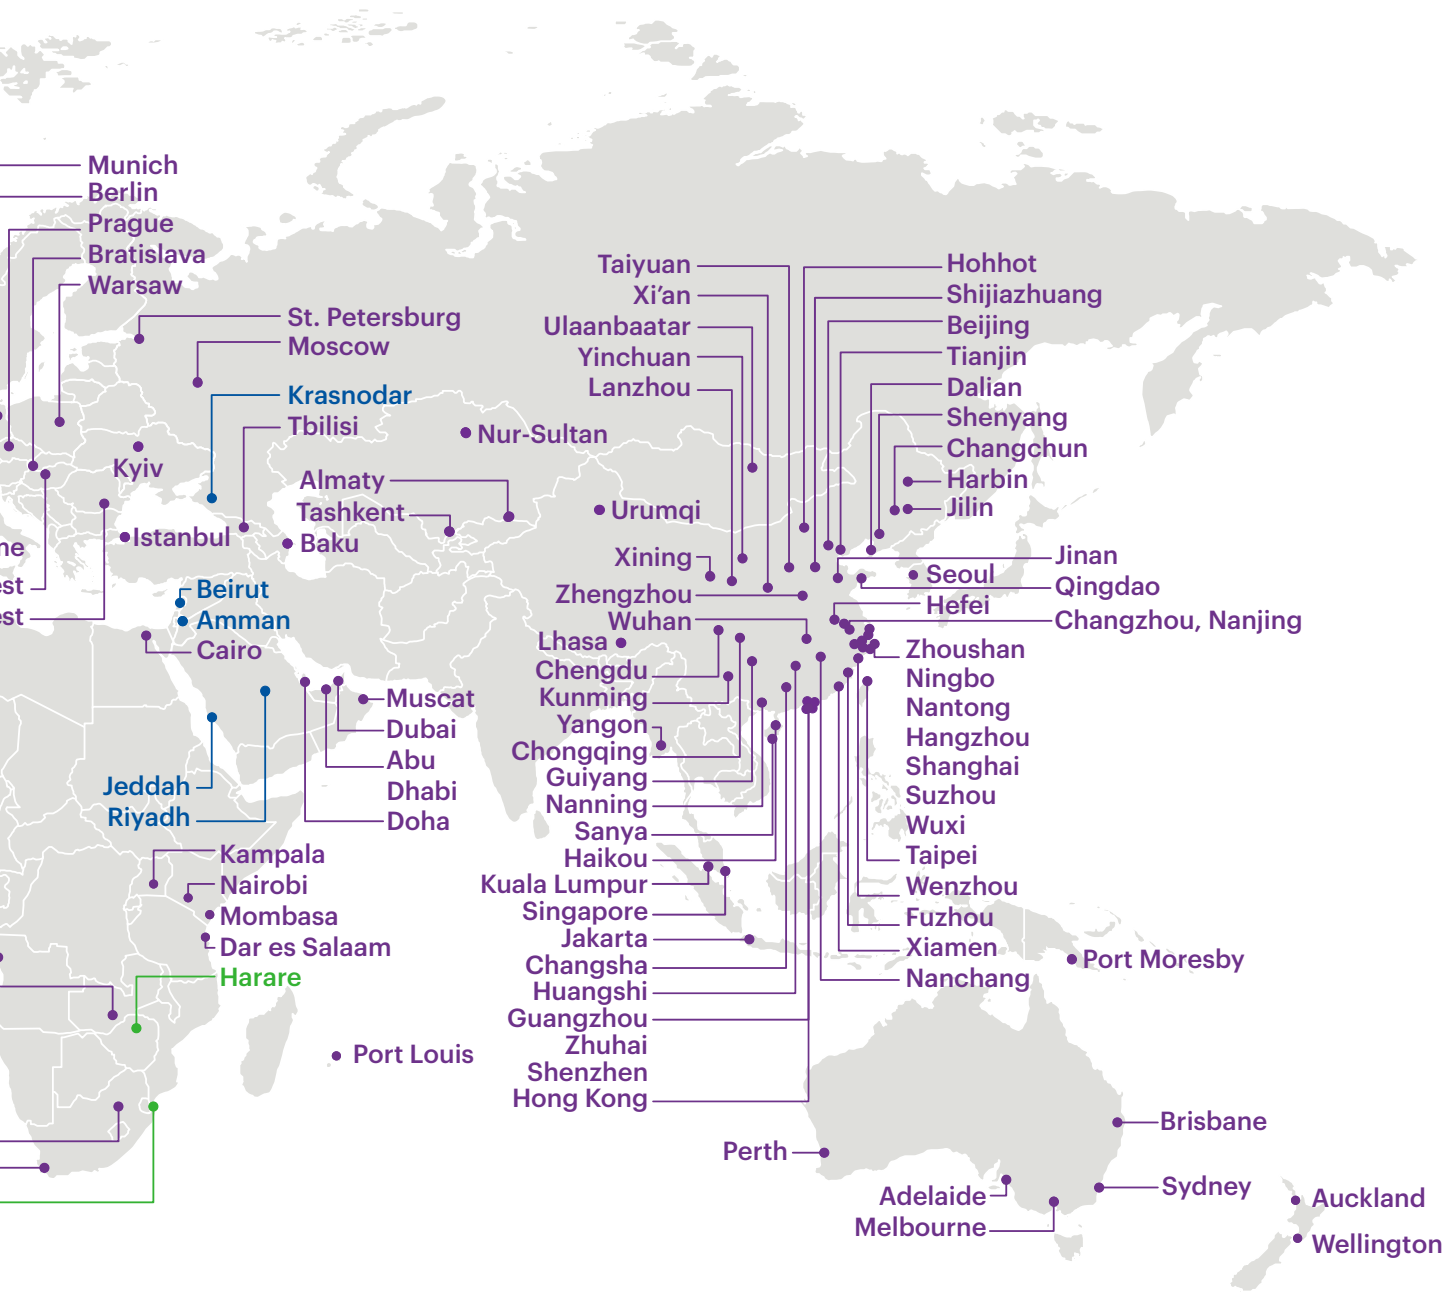 Munich
Berlin
Prague
Bratislava
Warsaw
St. Petersburg
Moscow
Krasnodar
Tbilisi
Nur-Sultan
Kyiv
Almaty
Tashkent
Urumqi
Istanbul
Baku
ne
est
est
Beirut
Amman
Cairo
Muscat
Dubai
Abu
Dhabi
Doha
Jeddah
Riyadh
Kampala
Nairobi
Mombasa
Dar es Salaam
Harare
Port Louis
Taiyuan
Xi’an
Ulaanbaatar
Yinchuan
Lanzhou
Xining
Zhengzhou
Wuhan
Lhasa
Chengdu
Kunming
Yangon
Chongqing
Guiyang
Nanning
Sanya
Haikou
Kuala Lumpur
Singapore
Jakarta
Changsha
Huangshi
Guangzhou
Zhuhai
Shenzhen
Hong Kong
Hohhot
Shijiazhuang
Beijing
Tianjin
Dalian
Shenyang
Changchun
Harbin
Jilin
Jinan
Seoul
Qingdao
Hefei
Changzhou, Nanjing
Zhoushan
Ningbo
Nantong
Hangzhou
Shanghai
Suzhou
Wuxi
Taipei
Wenzhou
Fuzhou
Xiamen
Nanchang
Port Moresby
Brisbane
Perth
Sydney
Adelaide
Melbourne
Auckland
Wellington